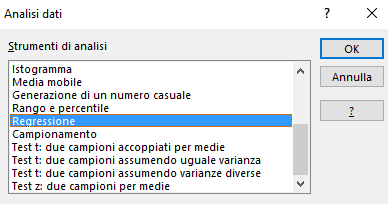 Analisi dati
?
Strumenti di analisi
OK
Istogramma
Media mobile
Annulla
Generazione di un numero casuale
Rango e percentile
?
Regressione
Campionamento
Test t: due campioni accoppiati per medie
Test t: due campioni assumendo uguale varianza
Test t: due campioni assumendo varianze diverse
Test z: due campioni per medie